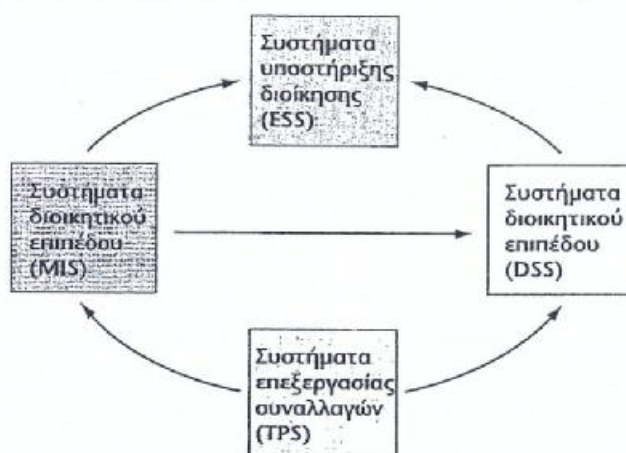 Συστήματα
υποστήριξης
διοίκησης
(ESS)
Συστήματα
διοικητικού
επιπέδου
(MIS)
Συστήματα
διοικητικού
επιπέδου
(DSS)
Συστήματα
επεξεργασίας
συναλλαγών
(TPS)